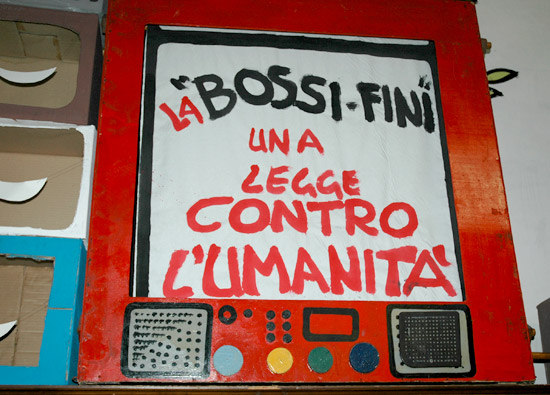 LA "BOSSI-FINI"
UNA
LEGGE
CONTRO
L'UMANITÀ